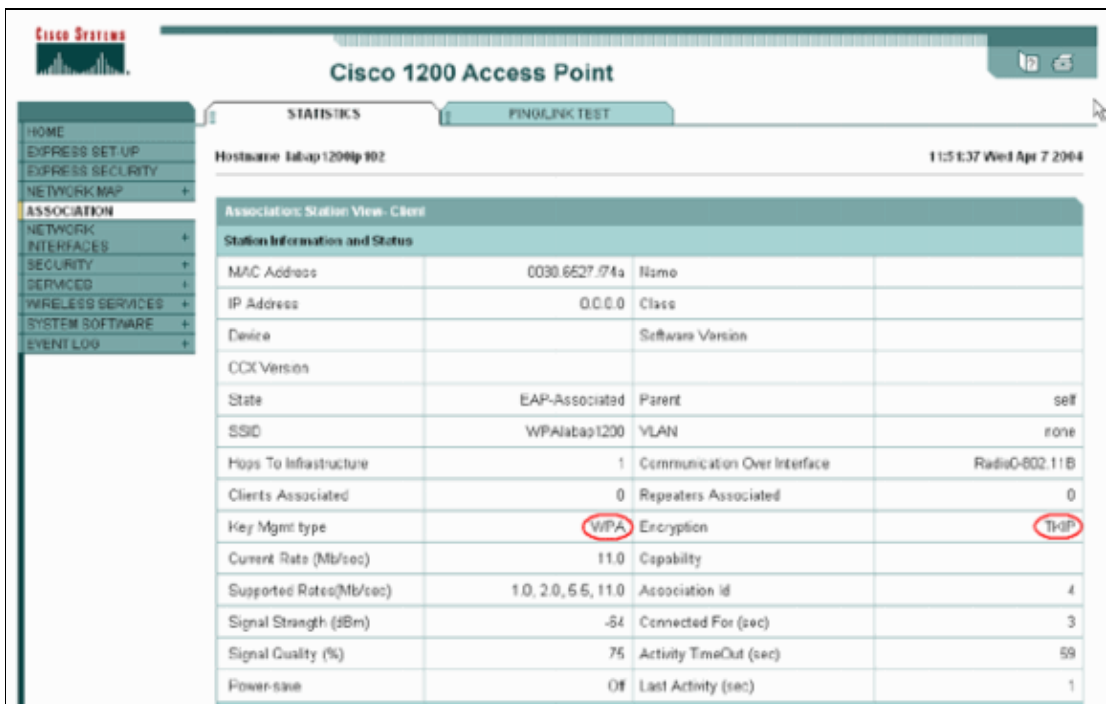 CISCO SYSTEMS
Cisco 1200 Access Point
STATISTICS PING/LINK TEST
HOME
EXPRESS SET-UP
EXPRESS SECURITY
NETWORK MAP +
ASSOCIATION
NETWORK INTERFACES +
SECURITY +
SERVICES +
WIRELESS SERVICES +
SYSTEM SOFTWARE +
EVENT LOG +
Hostname labap1200ip102 11:51:37 Wed Apr 7 2004
Association: Station View- Client
Station Information and Status
MAC Address 0030.6527.f74a Name
IP Address 0.0.0.0 Class
Device Software Version
CCX Version
State EAP-Associated Parent self
SSID WPAlabap1200 VLAN none
Hops To Infrastructure 1 Communication Over Interface Radio0-802.11B
Clients Associated 0 Repeaters Associated 0
Key Mgmt type WPA Encryption TKIP
Current Rate (Mb/sec) 11.0 Capability
Supported Rates(Mb/sec) 1.0, 2.0, 5.5, 11.0 Association Id 4
Signal Strength (dBm) -64 Connected For (sec) 3
Signal Quality (%) 75 Activity TimeOut (sec) 59
Power-save Off Last Activity (sec) 1